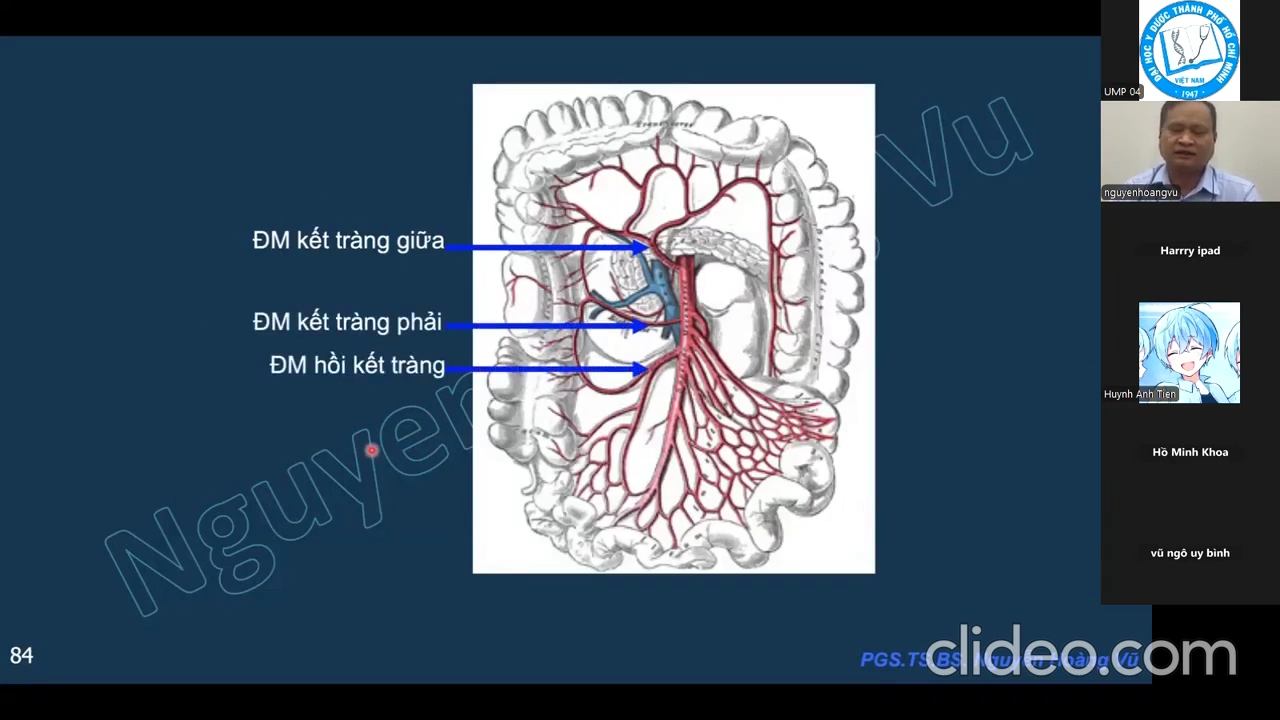 ĐM kết tràng giữa
ĐM kết tràng phải
ĐM hồi kết tràng
Nguyen
Vu
84
PGS.TS.BS. Nguyễn Hoàng Vũ
clideo.com
ĐẠI HỌC Y DƯỢC THÀNH PHỐ HỒ CHÍ MINH
VIỆT NAM
1947
UMP 04
nguyenhoangvu
Harrry ipad
Huynh Anh Tien
Hồ Minh Khoa
vũ ngô uy bình